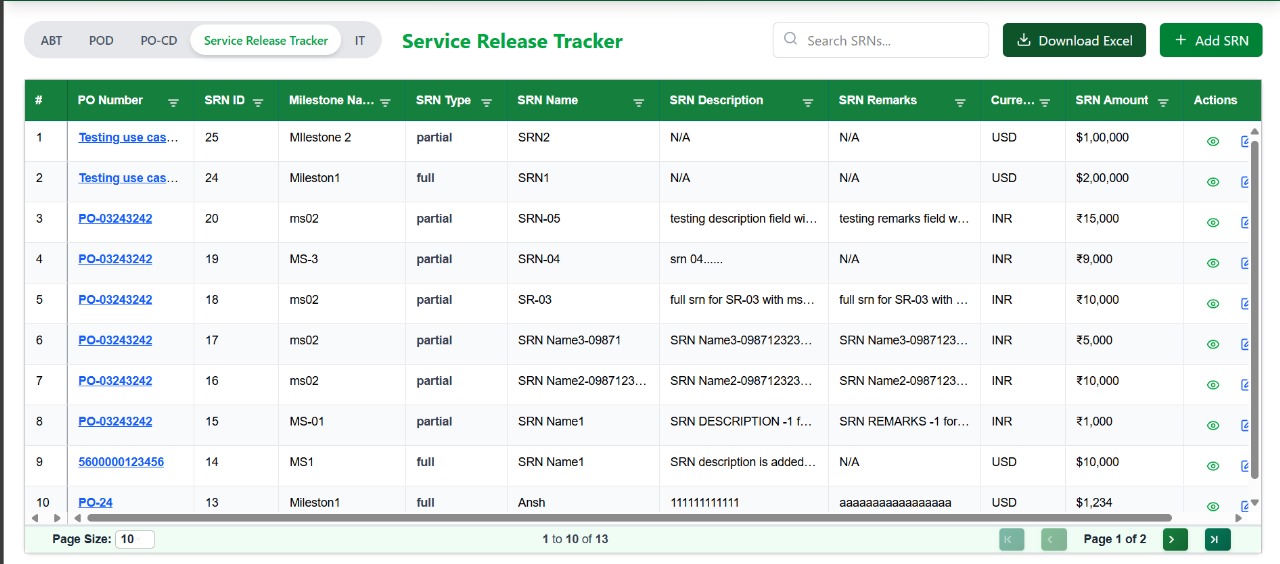 ABT POD PO-CD Service Release Tracker IT Service Release Tracker Search SRNs... Download Excel + Add SRN
# PO Number SRN ID Milestone Na... SRN Type SRN Name SRN Description SRN Remarks Curre... SRN Amount Actions
1 Testing use cas... 25 MIlestone 2 partial SRN2 N/A N/A USD $1,00,000
2 Testing use cas... 24 Mileston1 full SRN1 N/A N/A USD $2,00,000
3 PO-03243242 20 ms02 partial SRN-05 testing description field wi... testing remarks field w... INR ₹15,000
4 PO-03243242 19 MS-3 partial SRN-04 srn 04...... N/A INR ₹9,000
5 PO-03243242 18 ms02 partial SR-03 full srn for SR-03 with ms... full srn for SR-03 with ... INR ₹10,000
6 PO-03243242 17 ms02 partial SRN Name3-09871 SRN Name3-098712323... SRN Name3-0987123... INR ₹5,000
7 PO-03243242 16 ms02 partial SRN Name2-0987123... SRN Name2-098712323... SRN Name2-0987123... INR ₹10,000
8 PO-03243242 15 MS-01 partial SRN Name1 SRN DESCRIPTION -1 f... SRN REMARKS -1 for... INR ₹1,000
9 5600000123456 14 MS1 full SRN Name1 SRN description is added... N/A USD $10,000
10 PO-24 13 Mileston1 full Ansh 111111111111 aaaaaaaaaaaaaaaaa USD $1,234
Page Size: 10 1 to 10 of 13 Page 1 of 2